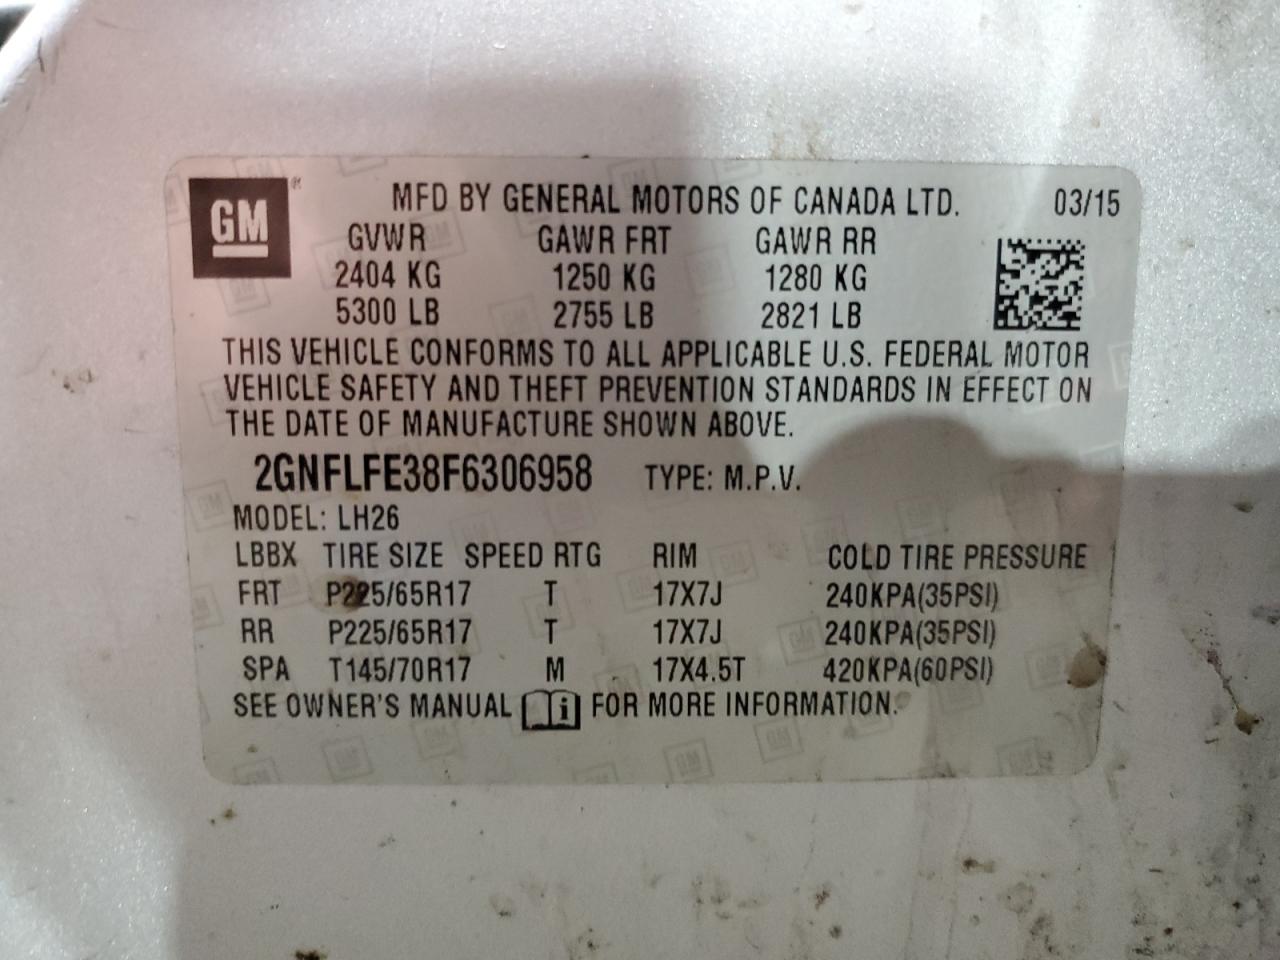 GM ® MFD BY GENERAL MOTORS OF CANADA LTD. 03/15
GVWR GAWR FRT GAWR RR
2404 KG 1250 KG 1280 KG
5300 LB 2755 LB 2821 LB
THIS VEHICLE CONFORMS TO ALL APPLICABLE U.S. FEDERAL MOTOR
VEHICLE SAFETY AND THEFT PREVENTION STANDARDS IN EFFECT ON
THE DATE OF MANUFACTURE SHOWN ABOVE.
2GNFLFE38F6306958 TYPE: M.P.V.
MODEL: LH26
LBBX TIRE SIZE SPEED RTG RIM COLD TIRE PRESSURE
FRT P225/65R17 T 17X7J 240KPA(35PSI)
RR P225/65R17 T 17X7J 240KPA(35PSI)
SPA T145/70R17 M 17X4.5T 420KPA(60PSI)
SEE OWNER'S MANUAL i FOR MORE INFORMATION.